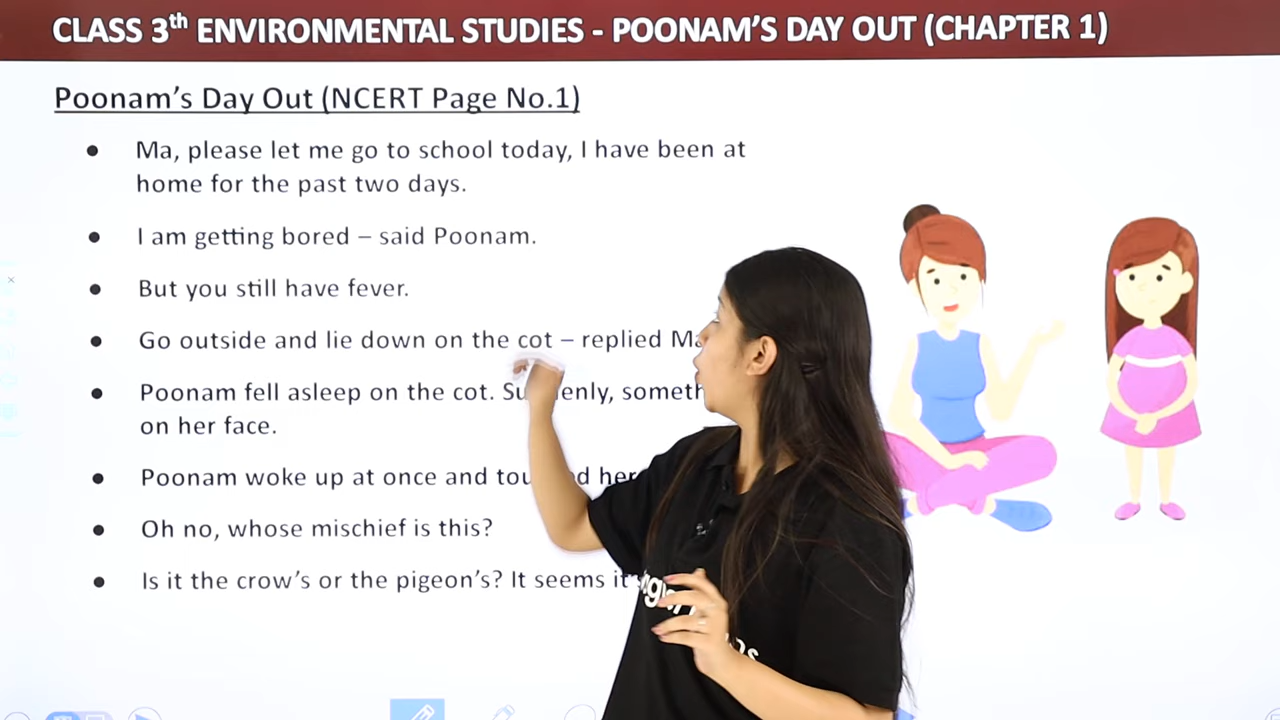 CLASS 3th ENVIRONMENTAL STUDIES - POONAM'S DAY OUT (CHAPTER 1)
Poonam's Day Out (NCERT Page No.1)
● Ma, please let me go to school today, I have been at
home for the past two days.
● I am getting bored – said Poonam.
● But you still have fever.
● Go outside and lie down on the cot – replied Ma
● Poonam fell asleep on the cot.
on her face.
● Poonam woke up at once and
● Oh no, whose mischief is this?
● Is it the crow's or the pigeon's? It seems